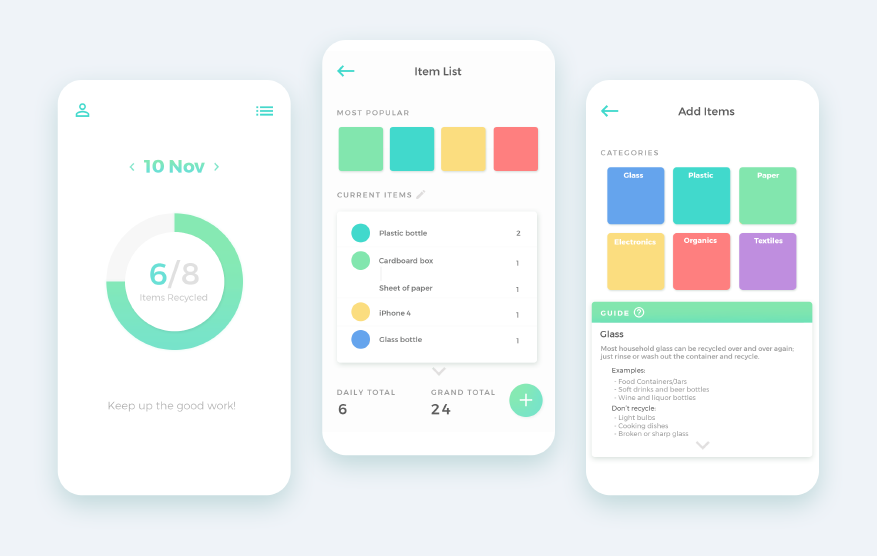 10 Nov
6/8
Items Recycled
Keep up the good work!
Item List
MOST POPULAR
CURRENT ITEMS
Plastic bottle 2
Cardboard box 1
Sheet of paper 1
iPhone 4 1
Glass bottle 1
DAILY TOTAL GRAND TOTAL
6 24
Add Items
CATEGORIES
Glass Plastic Paper
Electronics Organics Textiles
GUIDE ?
Glass
Most household glass can be recycled over and over again;
just rinse or wash out the container and recycle.
Examples:
- Food Containers/Jars
- Soft drinks and beer bottles
- Wine and liquor bottles
Don't recycle:
- Light bulbs
- Cooking dishes
- Broken or sharp glass